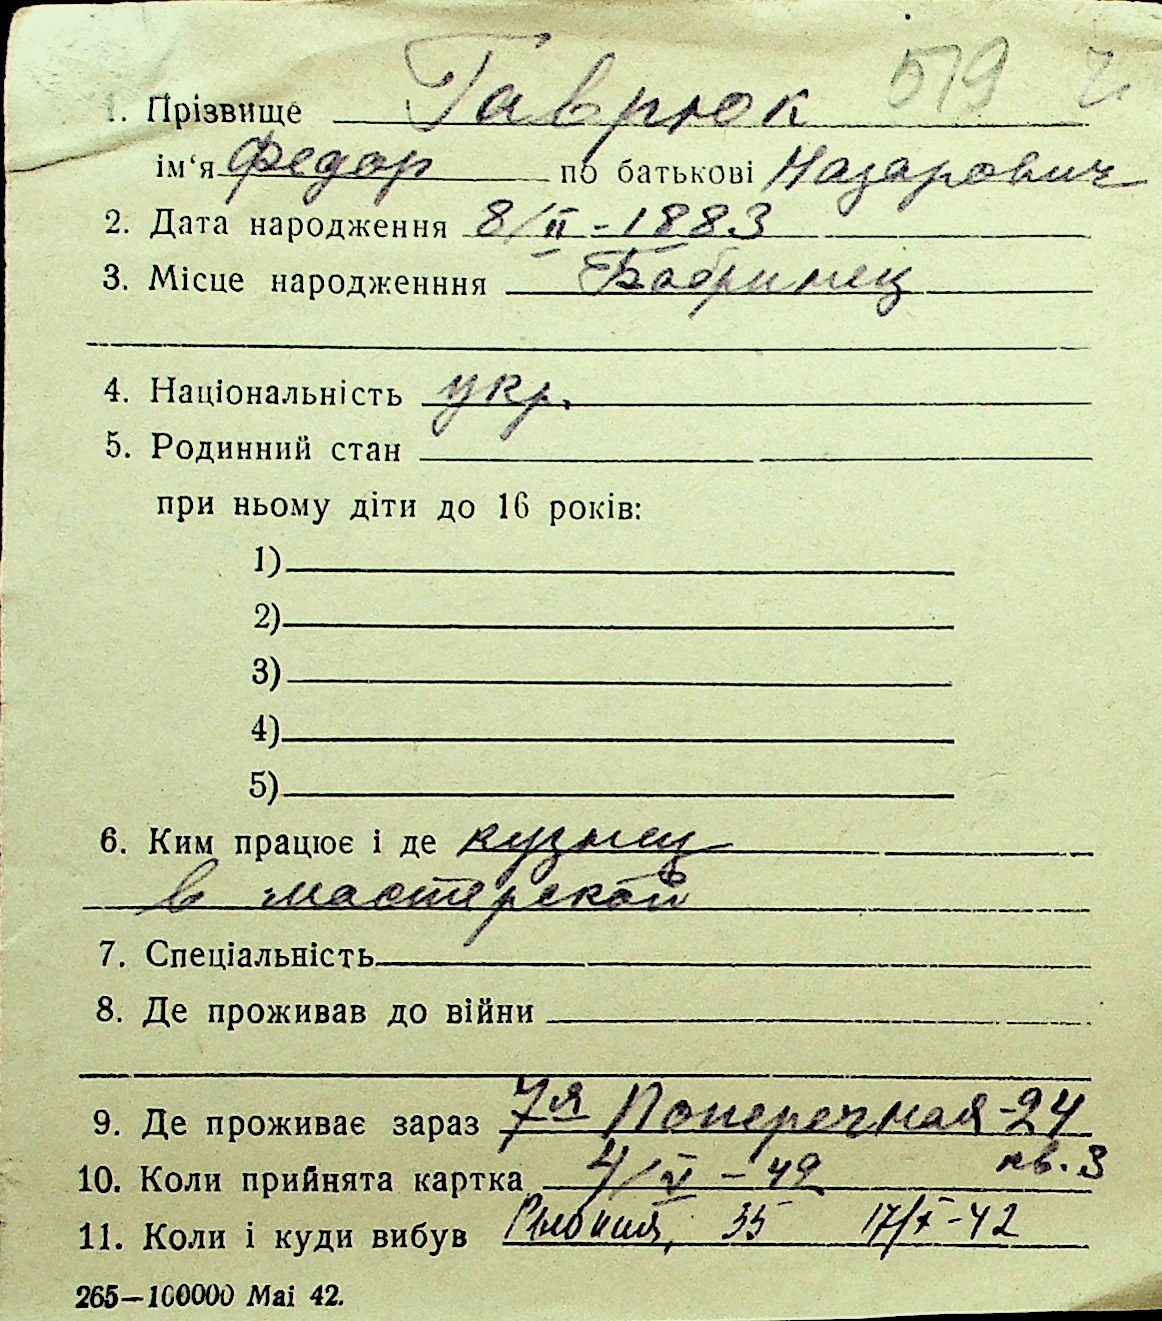 519 Ч.
1. Прізвище Гаврюк
ім‘я Федор по батькові Назарович
2. Дата народження 8/II - 1883
3. Місце народженння Бобринец
4. Національність укр.
5. Родинний стан
при ньому діти до 16 років:
1)
2)
3)
4)
5)
6. Ким працює і де кузнец
в мастерской
7. Спеціальність
8. Де проживав до війни
9. Де проживає зараз 7я Поперечная - 24
кв. 3
10. Коли прийнята картка 4/VI - 42
11. Коли і куди вибув 35 17/X - 42
265—100000 Mai 42.